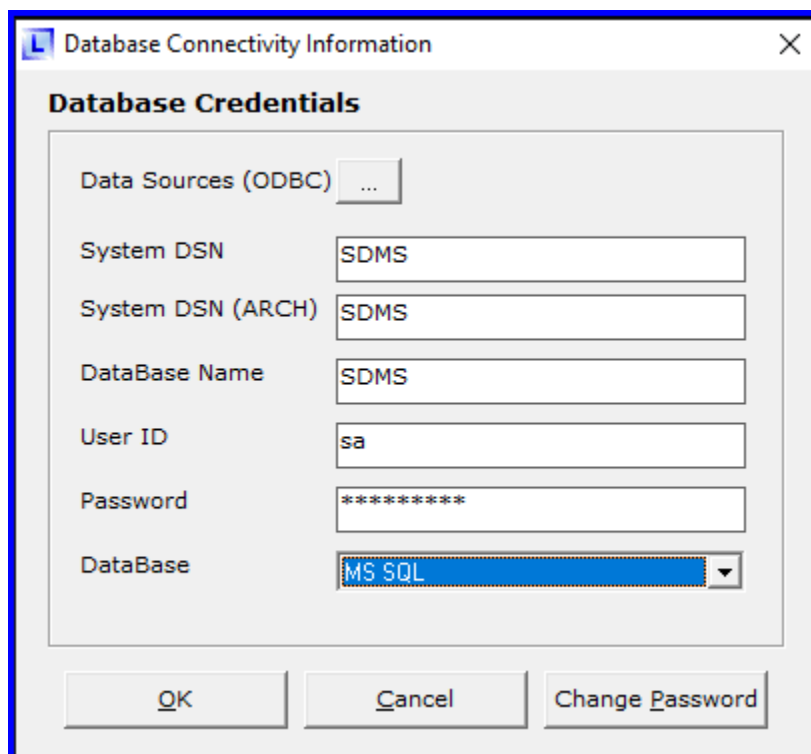 L Database Connectivity Information
Database Credentials
Data Sources (ODBC) ...
System DSN SDMS
System DSN (ARCH) SDMS
DataBase Name SDMS
User ID sa
Password *********
DataBase MS SQL
OK Cancel Change Password